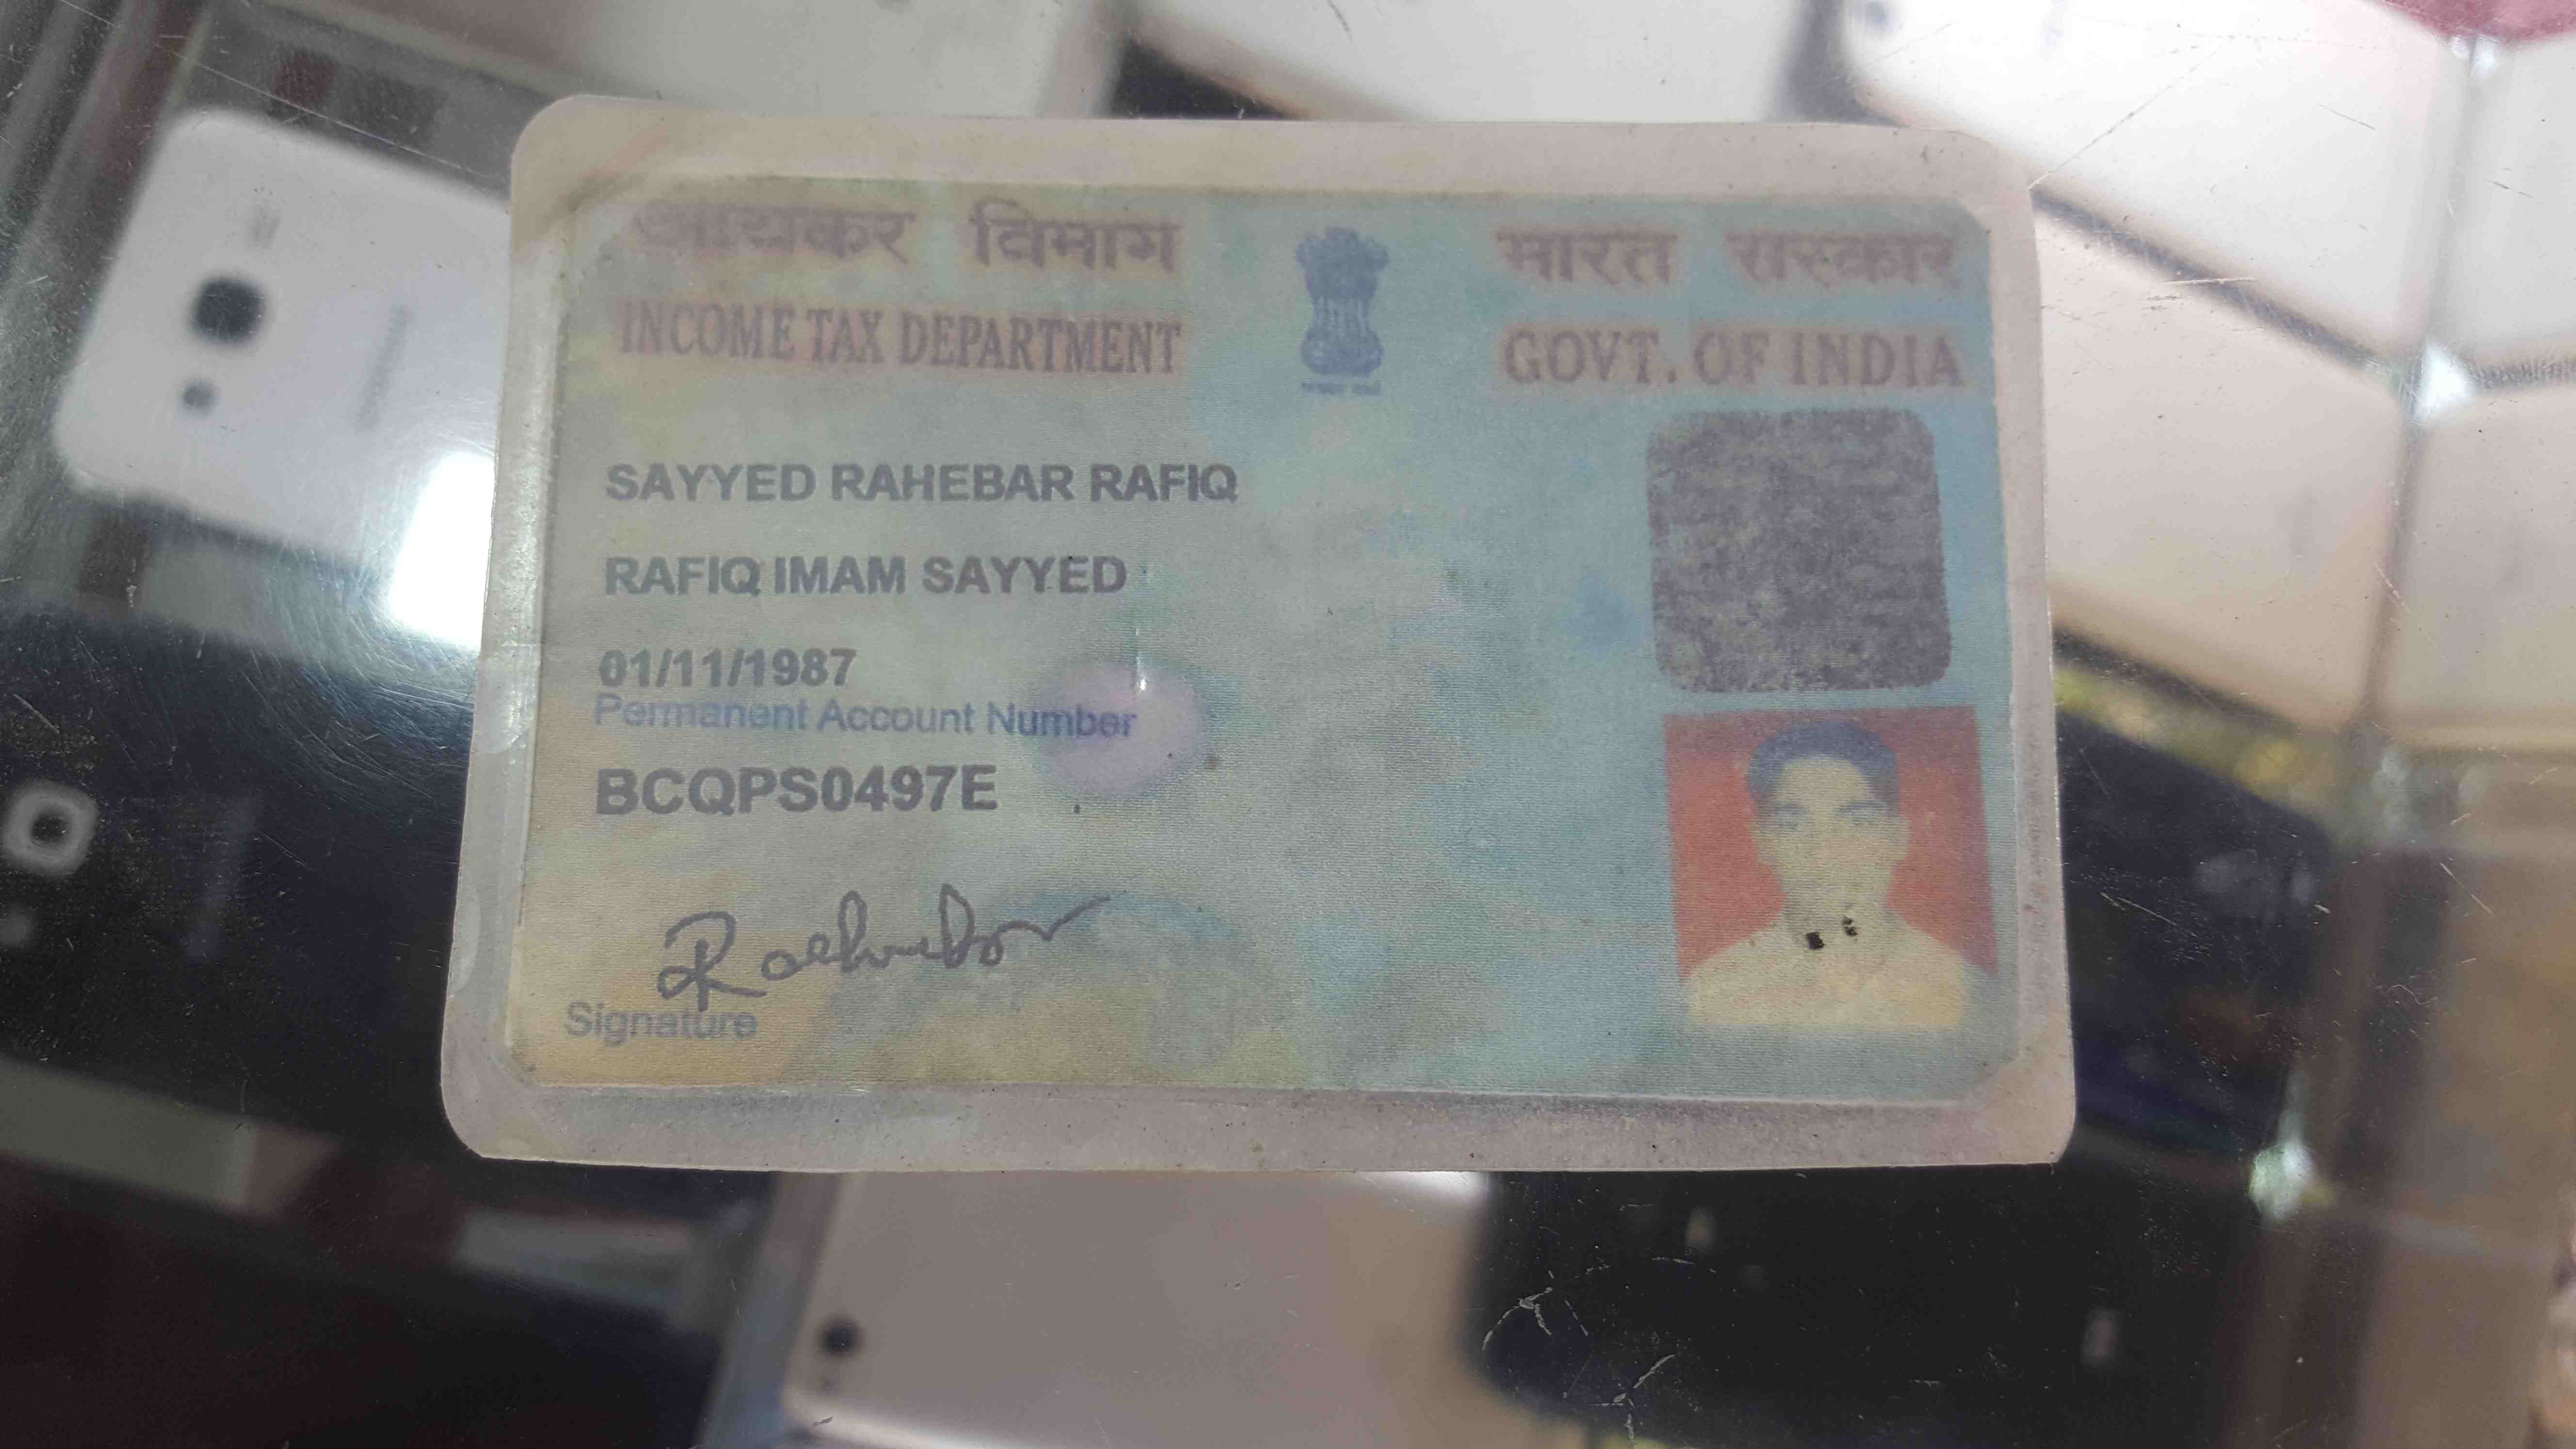 आयकर विभाग
INCOME TAX DEPARTMENT
भारत सरकार
GOVT. OF INDIA
SAYYED RAHEBAR RAFIQ
RAFIQ IMAM SAYYED
01/11/1987
Permanent Account Number
BCQPS0497E
Signature